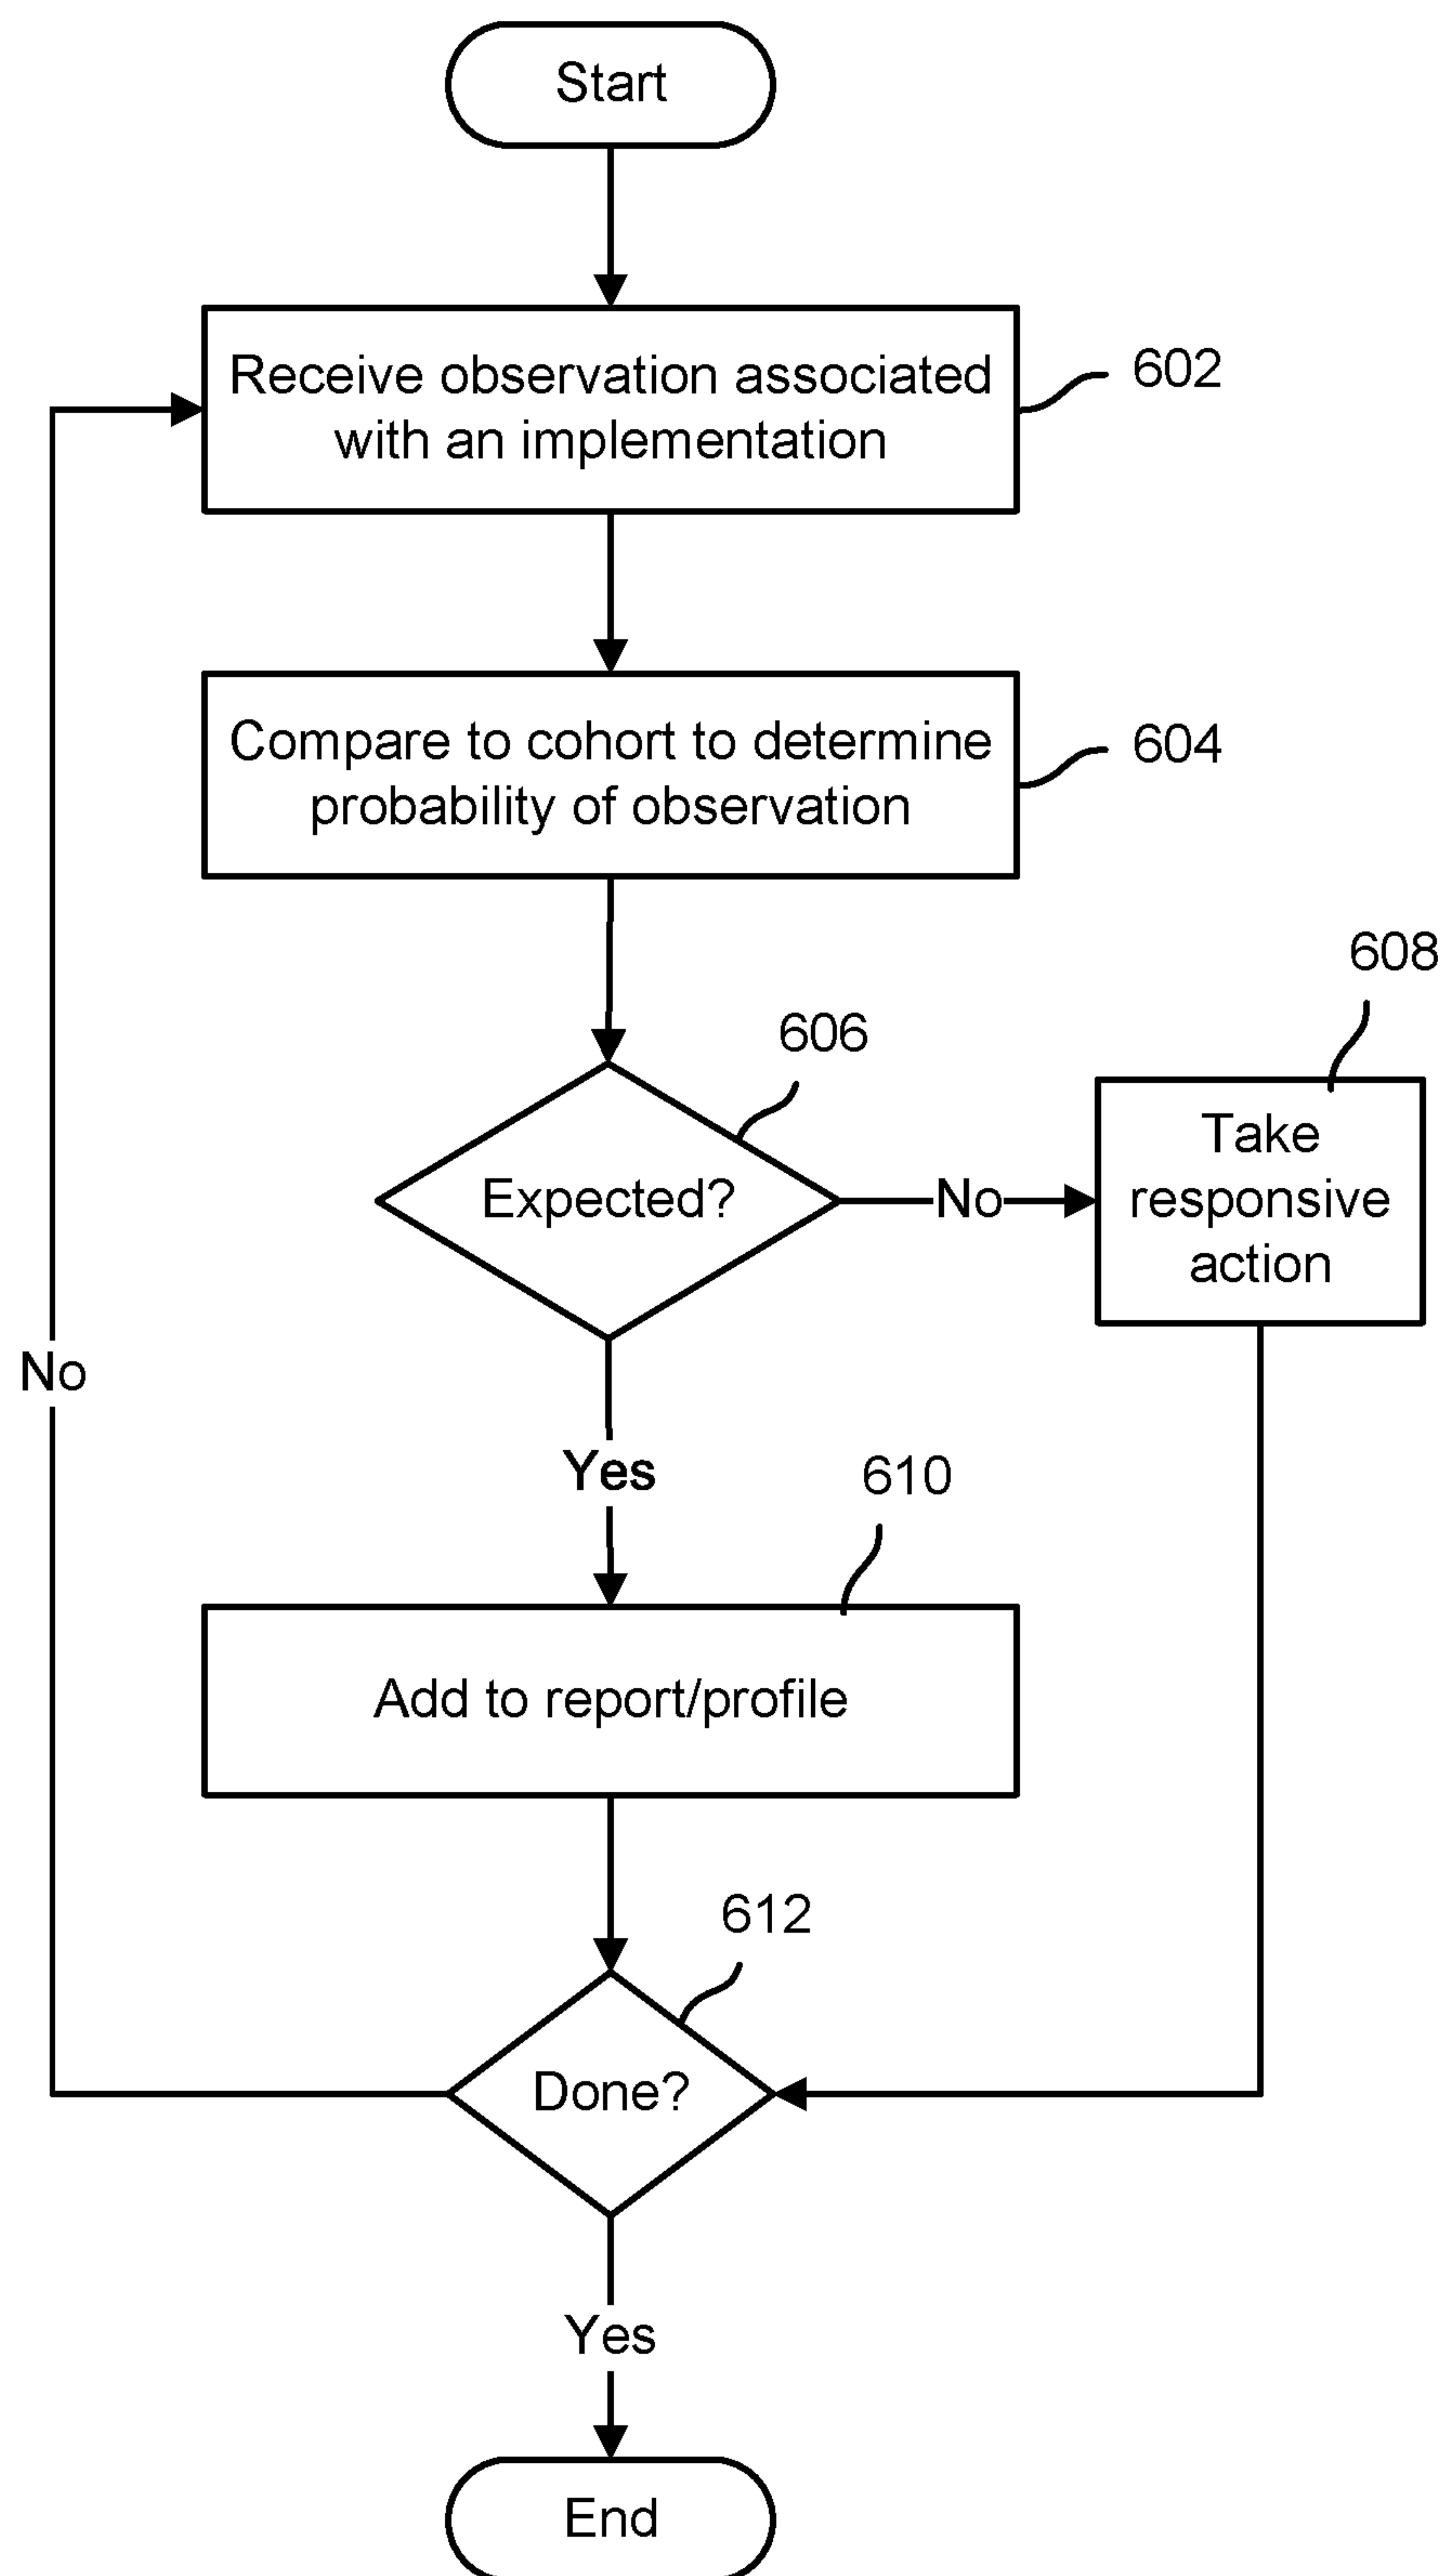 Start
Receive observation associated
with an implementation
602
Compare to cohort to determine
probability of observation
604
606
608
Expected?
No
Take
responsive
action
No
Yes
610
Add to report/profile
612
Done?
Yes
End